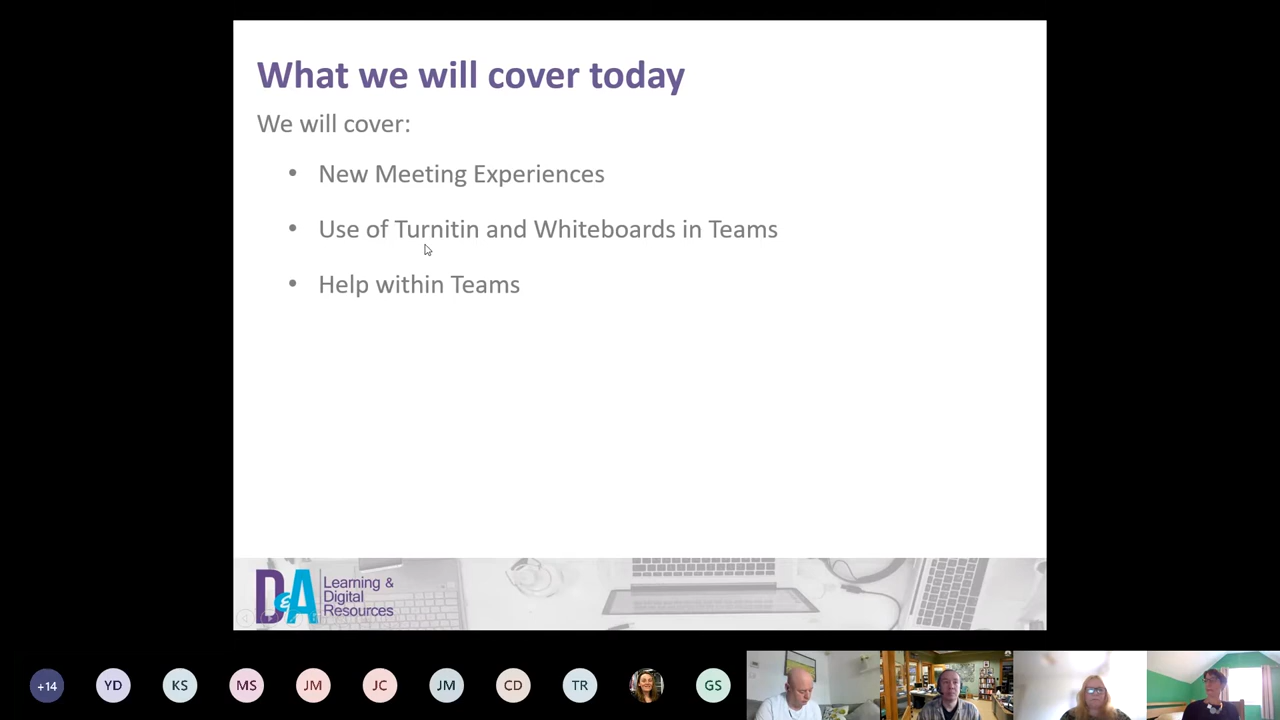 What we will cover today
We will cover:
• New Meeting Experiences
• Use of Turnitin and Whiteboards in Teams
• Help within Teams
D&A
Learning &
Digital
Resources
+14
YD
KS
MS
JM
JC
JM
CD
TR
GS